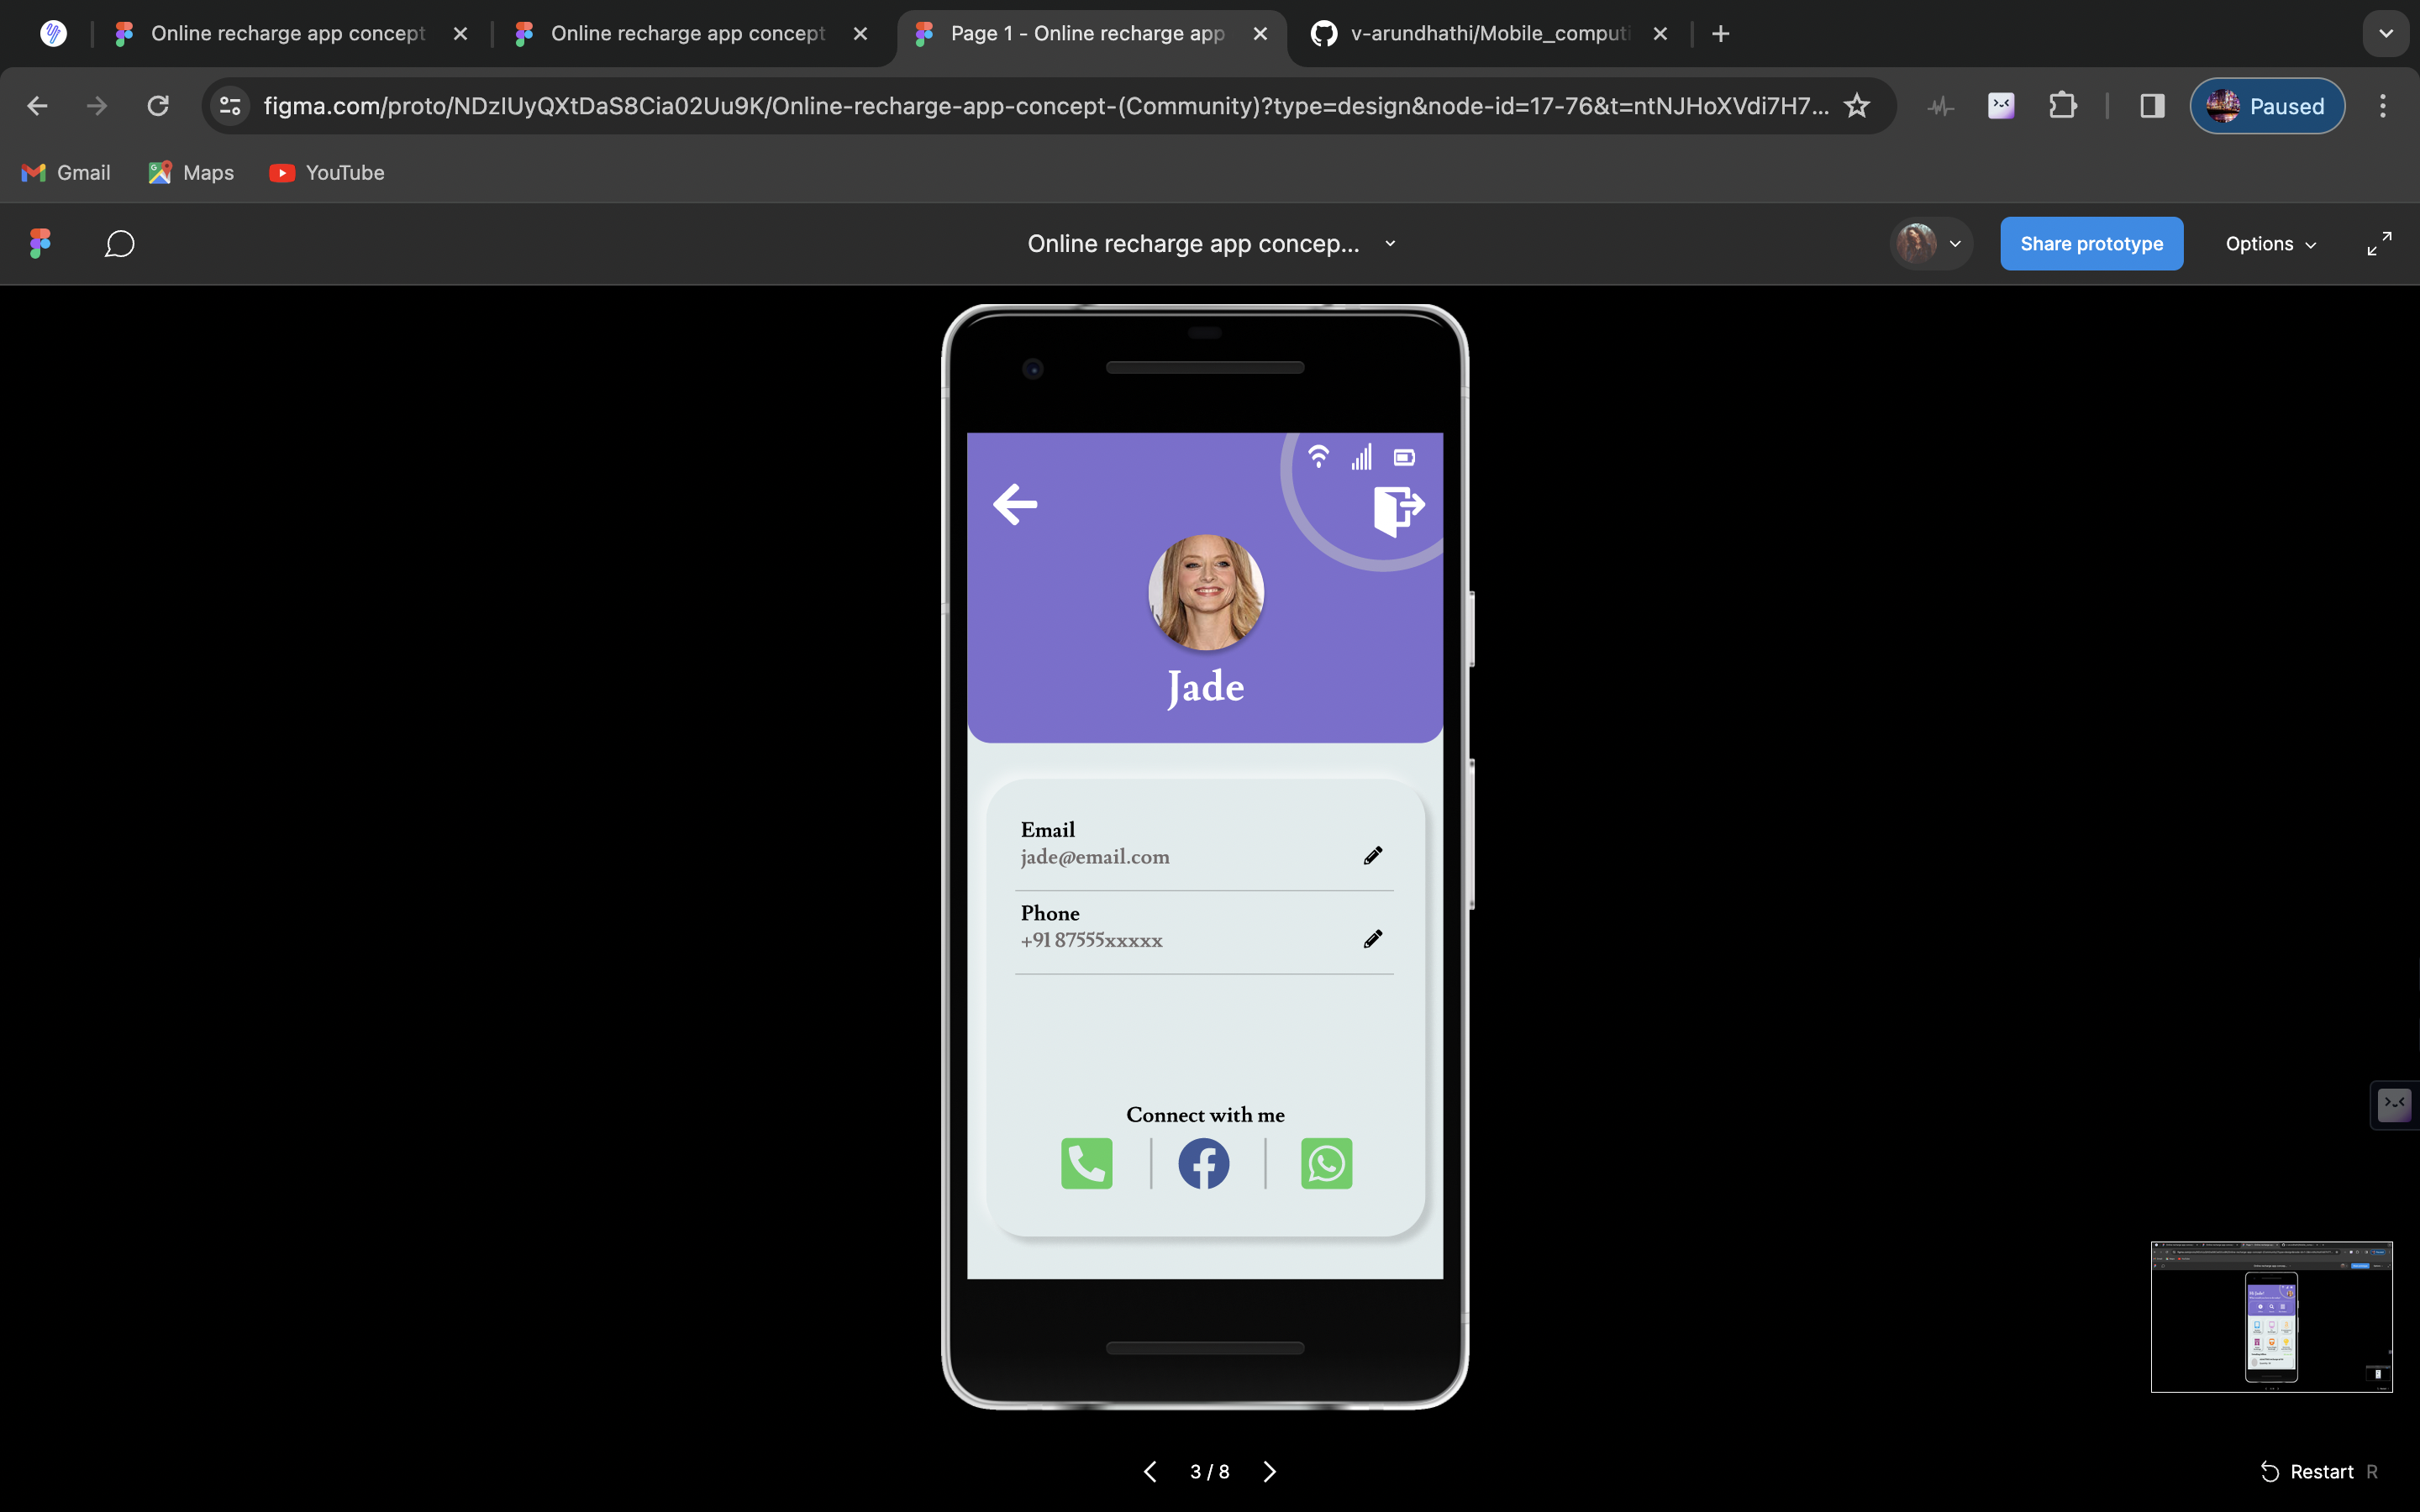 Online recharge app concept
Online recharge app concept
Page 1 - Online recharge app
v-arundhathi/Mobile_computi
figma.com/proto/NDzIUyQXtDaS8Cia02Uu9K/Online-recharge-app-concept-(Community)?type=design&node-id=17-76&t=ntNJHoXVdi7H7...
Paused
Gmail
Maps
YouTube
Online recharge app concep...
Share prototype
Options
Jade
Email
jade@email.com
Phone
+91 87555xxxxx
Connect with me
3 / 8
Restart R